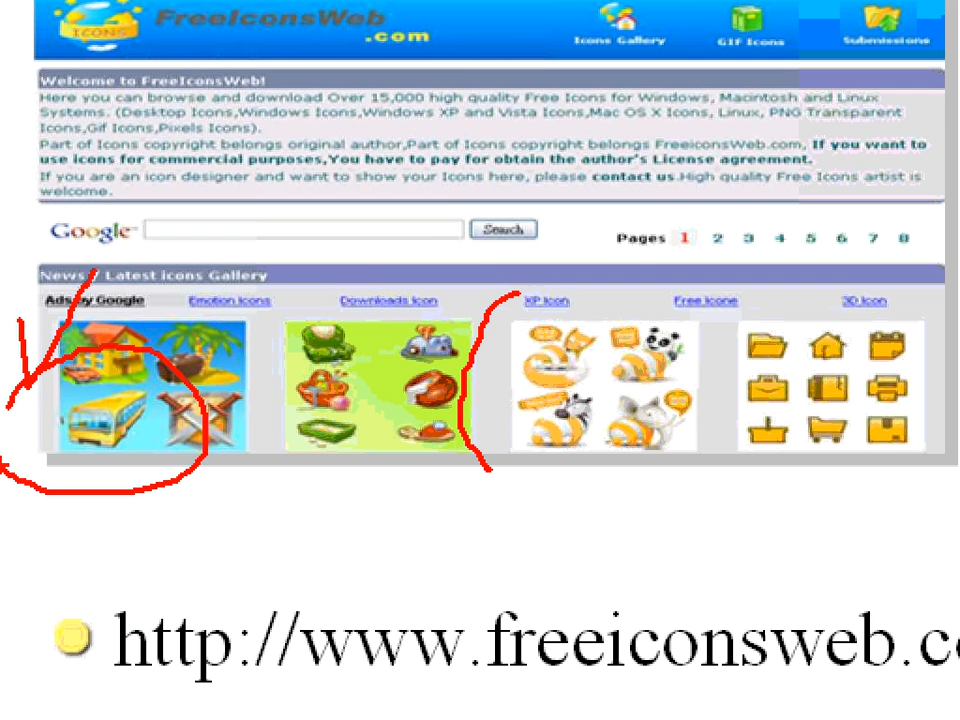 ICONS
FreeIconsWeb
.com
Icons Gallery
GIF Icons
Submissions
Welcome to FreeIconsWeb!
Here you can browse and download Over 15,000 high quality Free Icons for Windows, Macintosh and Linux
Systems. (Desktop Icons,Windows Icons,Windows XP and Vista Icons,Mac OS X Icons, Linux, PNG Transparent
Icons,Gif Icons,Pixels Icons).
Part of Icons copyright belongs original author,Part of Icons copyright belongs FreeiconsWeb.com, If you want to
use icons for commercial purposes,You have to pay for obtain the author's License agreement.
If you are an icon designer and want to show your Icons here, please contact us.High quality Free Icons artist is
welcome.
Google Search
Pages 1 2 3 4 5 6 7 8
News / Latest icons Gallery
Ads by Google Emotion Icons Downloads Icon XP Icon Free Icone 3D Icon
http://www.freeiconsweb.co